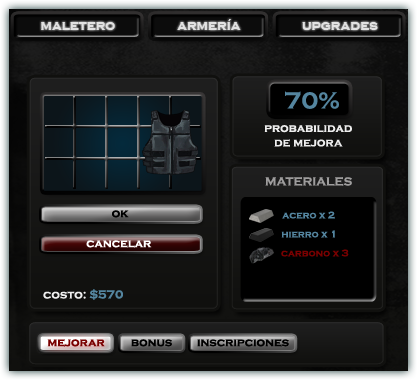 MALETERO
ARMERÍA
UPGRADES
70%
PROBABILIDAD
DE MEJORA
OK
CANCELAR
COSTO: $570
MATERIALES
ACERO X 2
HIERRO X 1
CARBONO X 3
MEJORAR
BONUS
INSCRIPCIONES